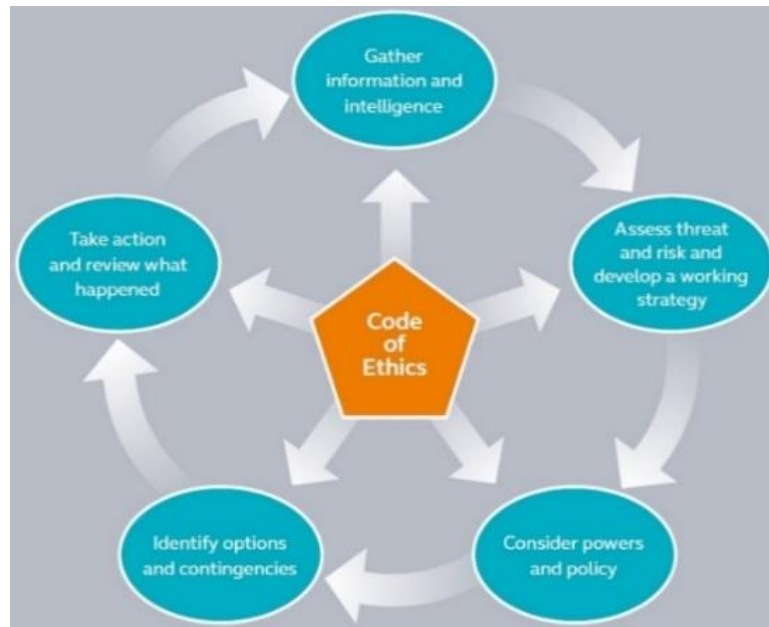 Gather
information and
intelligence
Assess threat
and risk and
develop a working
strategy
Consider powers
and policy
Identify options
and contingencies
Take action
and review what
happened
Code
of
Ethics